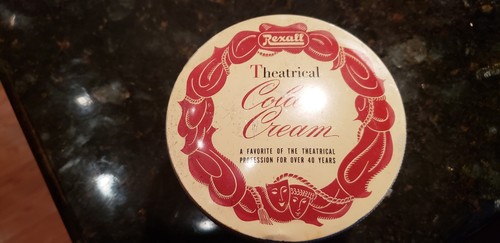 Rexall
Theatrical
Cold
Cream
A FAVORITE OF THE THEATRICAL
PROFESSION FOR OVER 40 YEARS